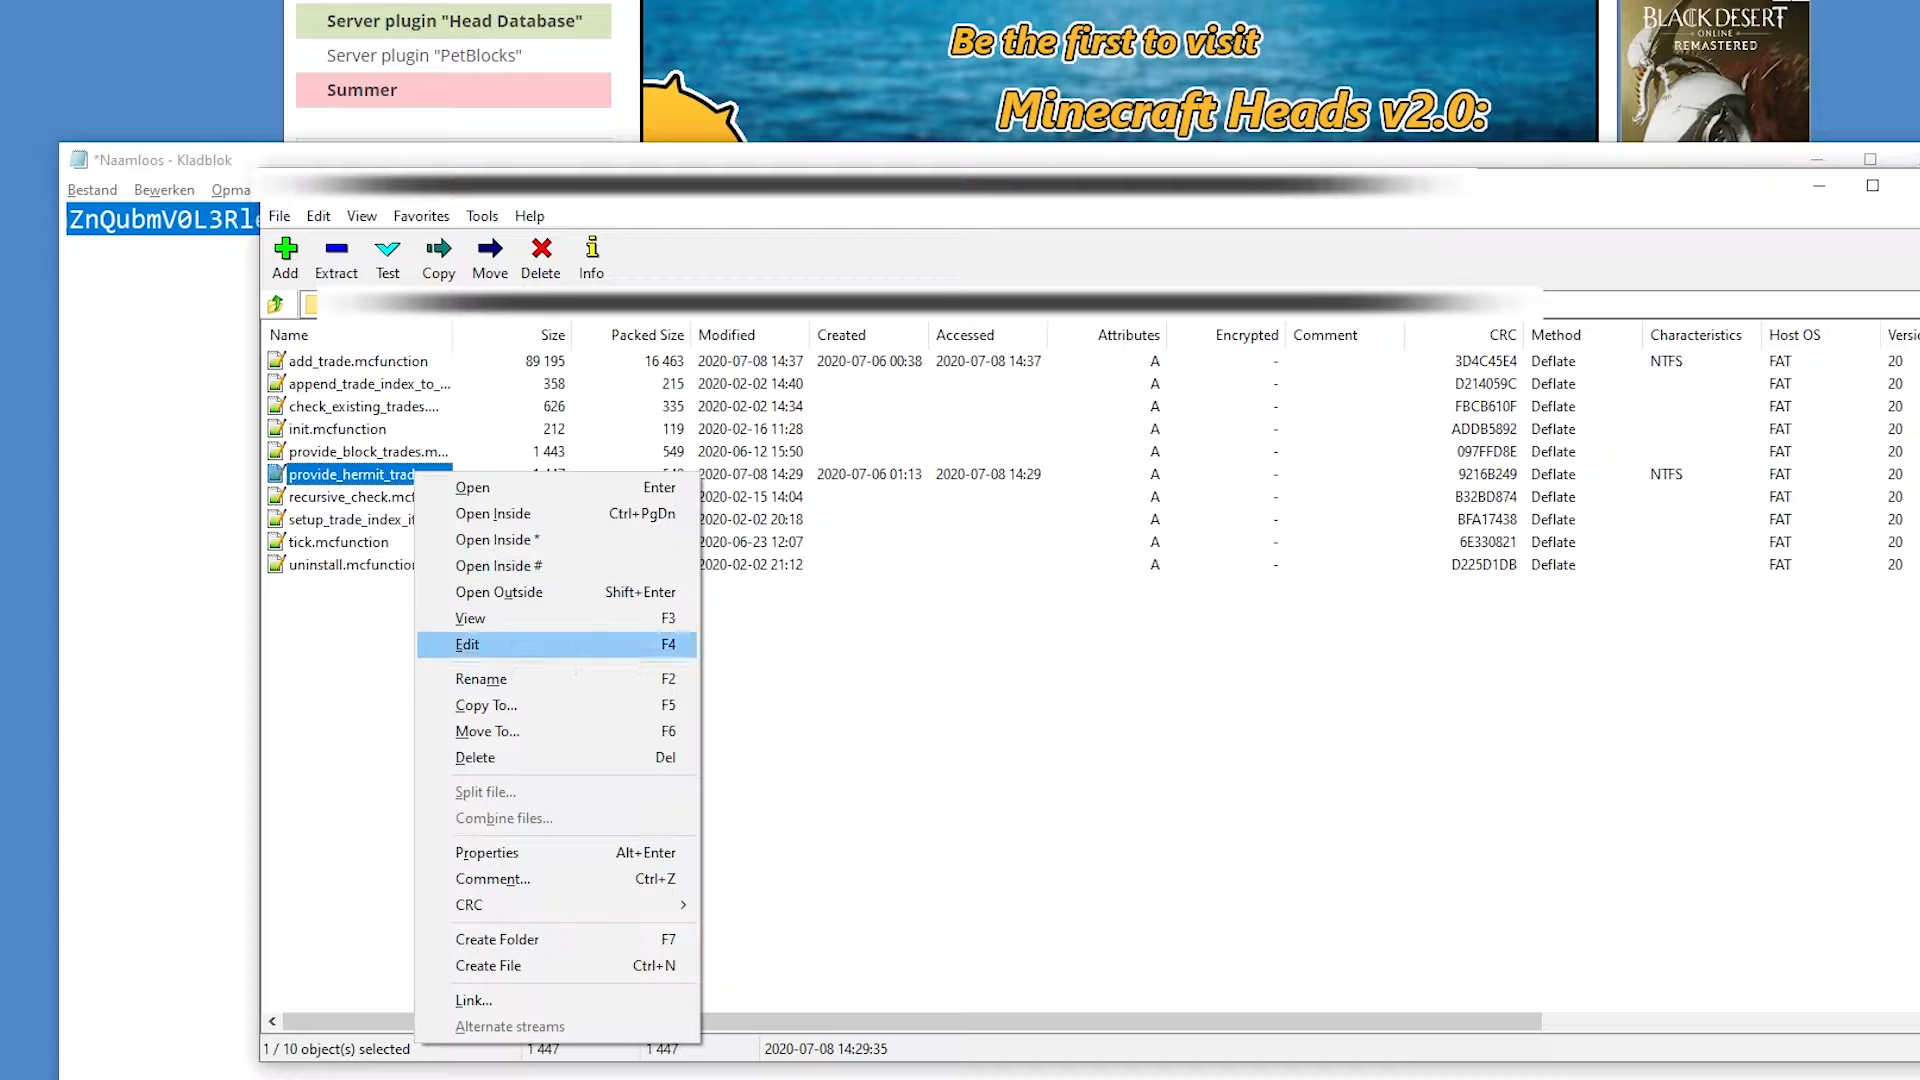 Server plugin "Head Database"
Server plugin "PetBlocks"
Summer
Be the first to visit
Minecraft Heads v2.0:
BLACK DESERT
ONLINE
REMASTERED
*Naamloos - Kladblok
Bestand Bewerken Opma
ZnQubmV0L3Rl
File Edit View Favorites Tools Help
Add Extract Test Copy Move Delete Info
Name Size Packed Size Modified Created Accessed Attributes Encrypted Comment CRC Method Characteristics Host OS Versio
add_trade.mcfunction 89 195 16 463 2020-07-08 14:37 2020-07-06 00:38 2020-07-08 14:37 A - 3D4C45E4 Deflate NTFS FAT 20
append_trade_index_to_... 358 215 2020-02-02 14:40 A - D214059C Deflate FAT 20
check_existing_trades.... 626 335 2020-02-02 14:34 A - FBCB610F Deflate FAT 20
init.mcfunction 212 119 2020-02-16 11:28 A - ADDB5892 Deflate FAT 20
provide_block_trades.m... 1 443 549 2020-06-12 15:50 A - 097FFD8E Deflate FAT 20
provide_hermit_trad 2020-07-08 14:29 2020-07-06 01:13 2020-07-08 14:29 A - 9216B249 Deflate NTFS FAT 20
recursive_check.mcf 2020-02-15 14:04 A - B32BD874 Deflate FAT 20
setup_trade_index_it 2020-02-02 20:18 A - BFA17438 Deflate FAT 20
tick.mcfunction 2020-06-23 12:07 A - 6E330821 Deflate FAT 20
uninstall.mcfunction 2020-02-02 21:12 A - D225D1DB Deflate FAT 20
Open Enter
Open Inside Ctrl+PgDn
Open Inside *
Open Inside #
Open Outside Shift+Enter
View F3
Edit F4
Rename F2
Copy To... F5
Move To... F6
Delete Del
Split file...
Combine files...
Properties Alt+Enter
Comment... Ctrl+Z
CRC >
Create Folder F7
Create File Ctrl+N
Link...
Alternate streams
1 / 10 object(s) selected 1 447 1 447 2020-07-08 14:29:35